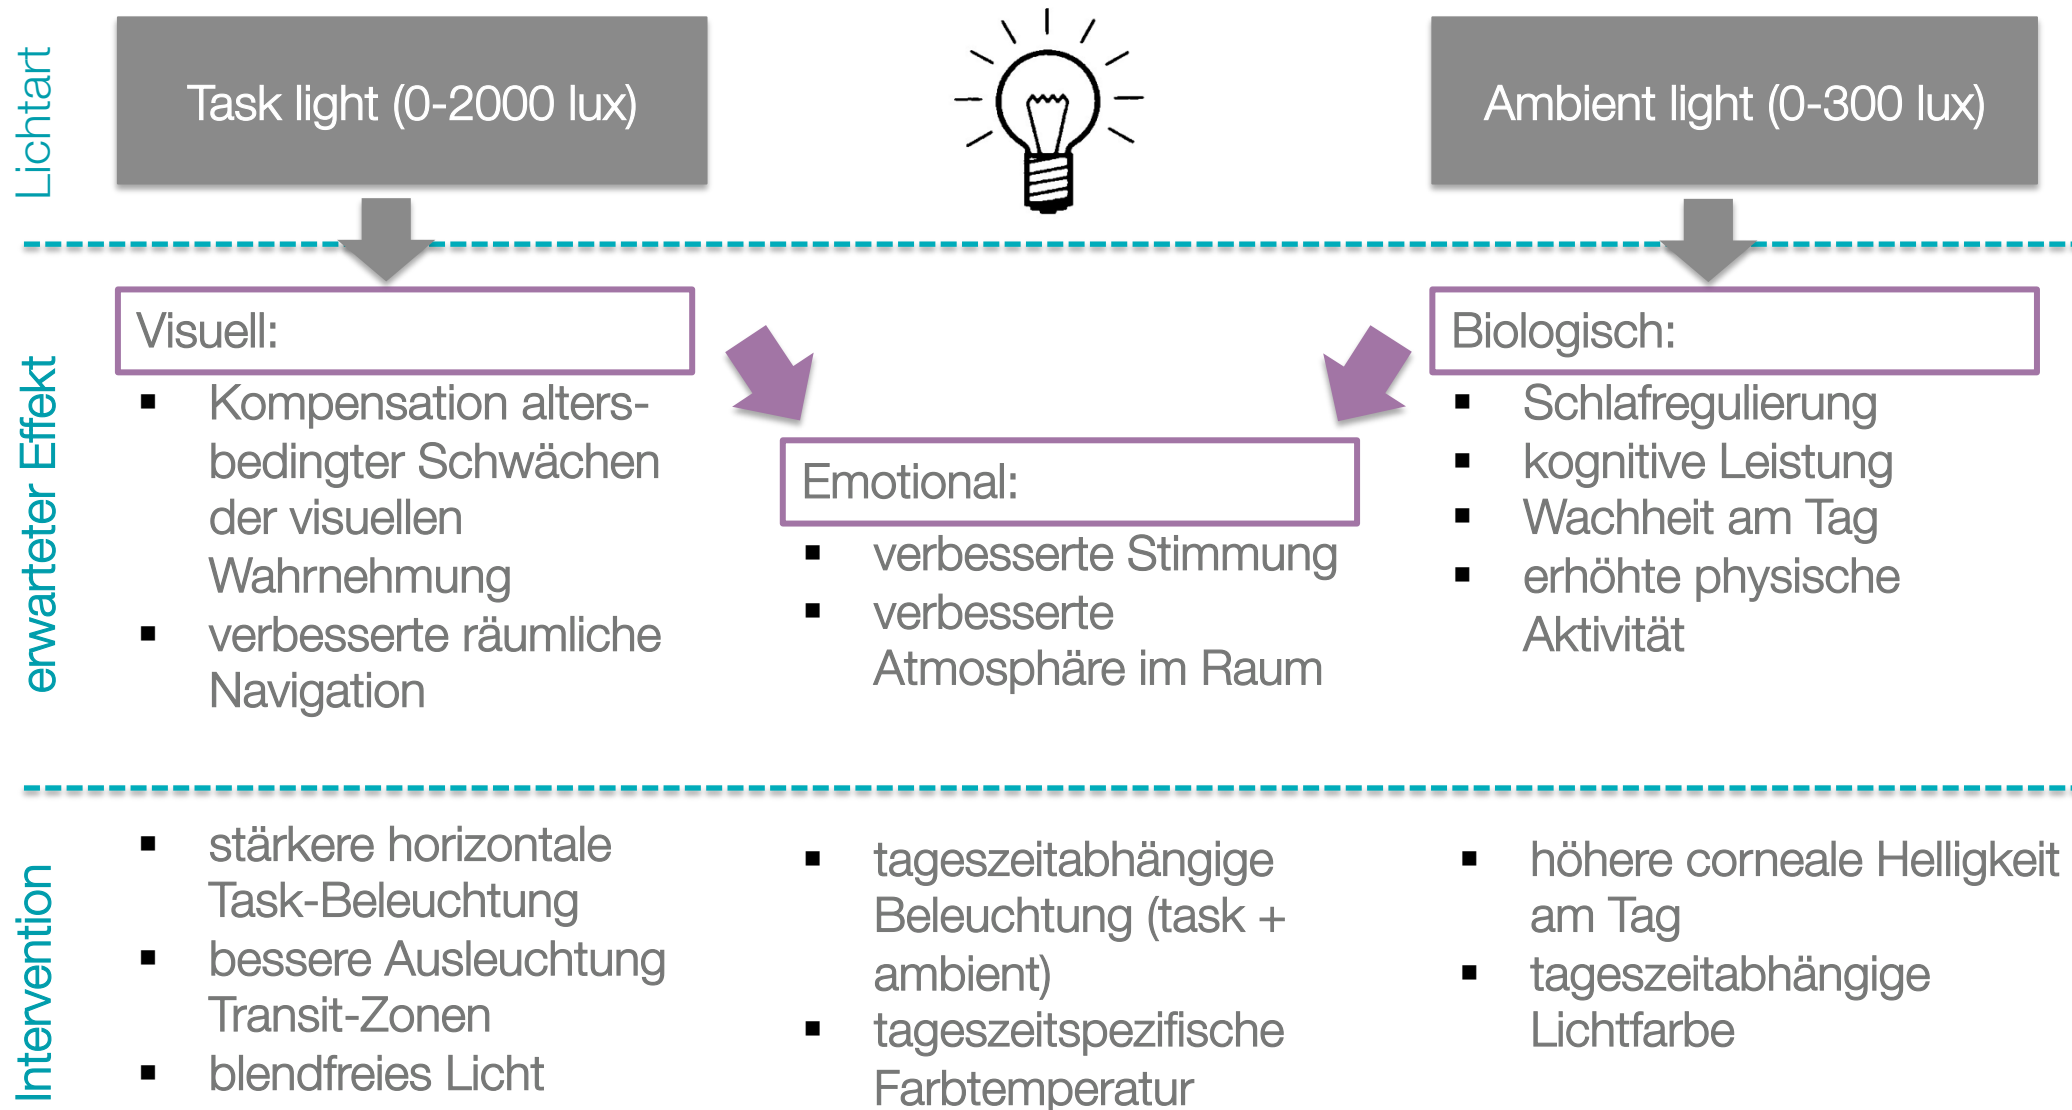 Lichtart
Task light (0-2000 lux)
Ambient light (0-300 lux)
erwarteter Effekt
Visuell:
▪ Kompensation alters-
bedingter Schwächen
der visuellen
Wahrnehmung
▪ verbesserte räumliche
Navigation
Emotional:
▪ verbesserte Stimmung
▪ verbesserte
Atmosphäre im Raum
Biologisch:
▪ Schlafregulierung
▪ kognitive Leistung
▪ Wachheit am Tag
▪ erhöhte physische
Aktivität
Intervention
▪ stärkere horizontale
Task-Beleuchtung
▪ bessere Ausleuchtung
Transit-Zonen
▪ blendfreies Licht
▪ tageszeitabhängige
Beleuchtung (task +
ambient)
▪ tageszeitspezifische
Farbtemperatur
▪ höhere corneale Helligkeit
am Tag
▪ tageszeitabhängige
Lichtfarbe